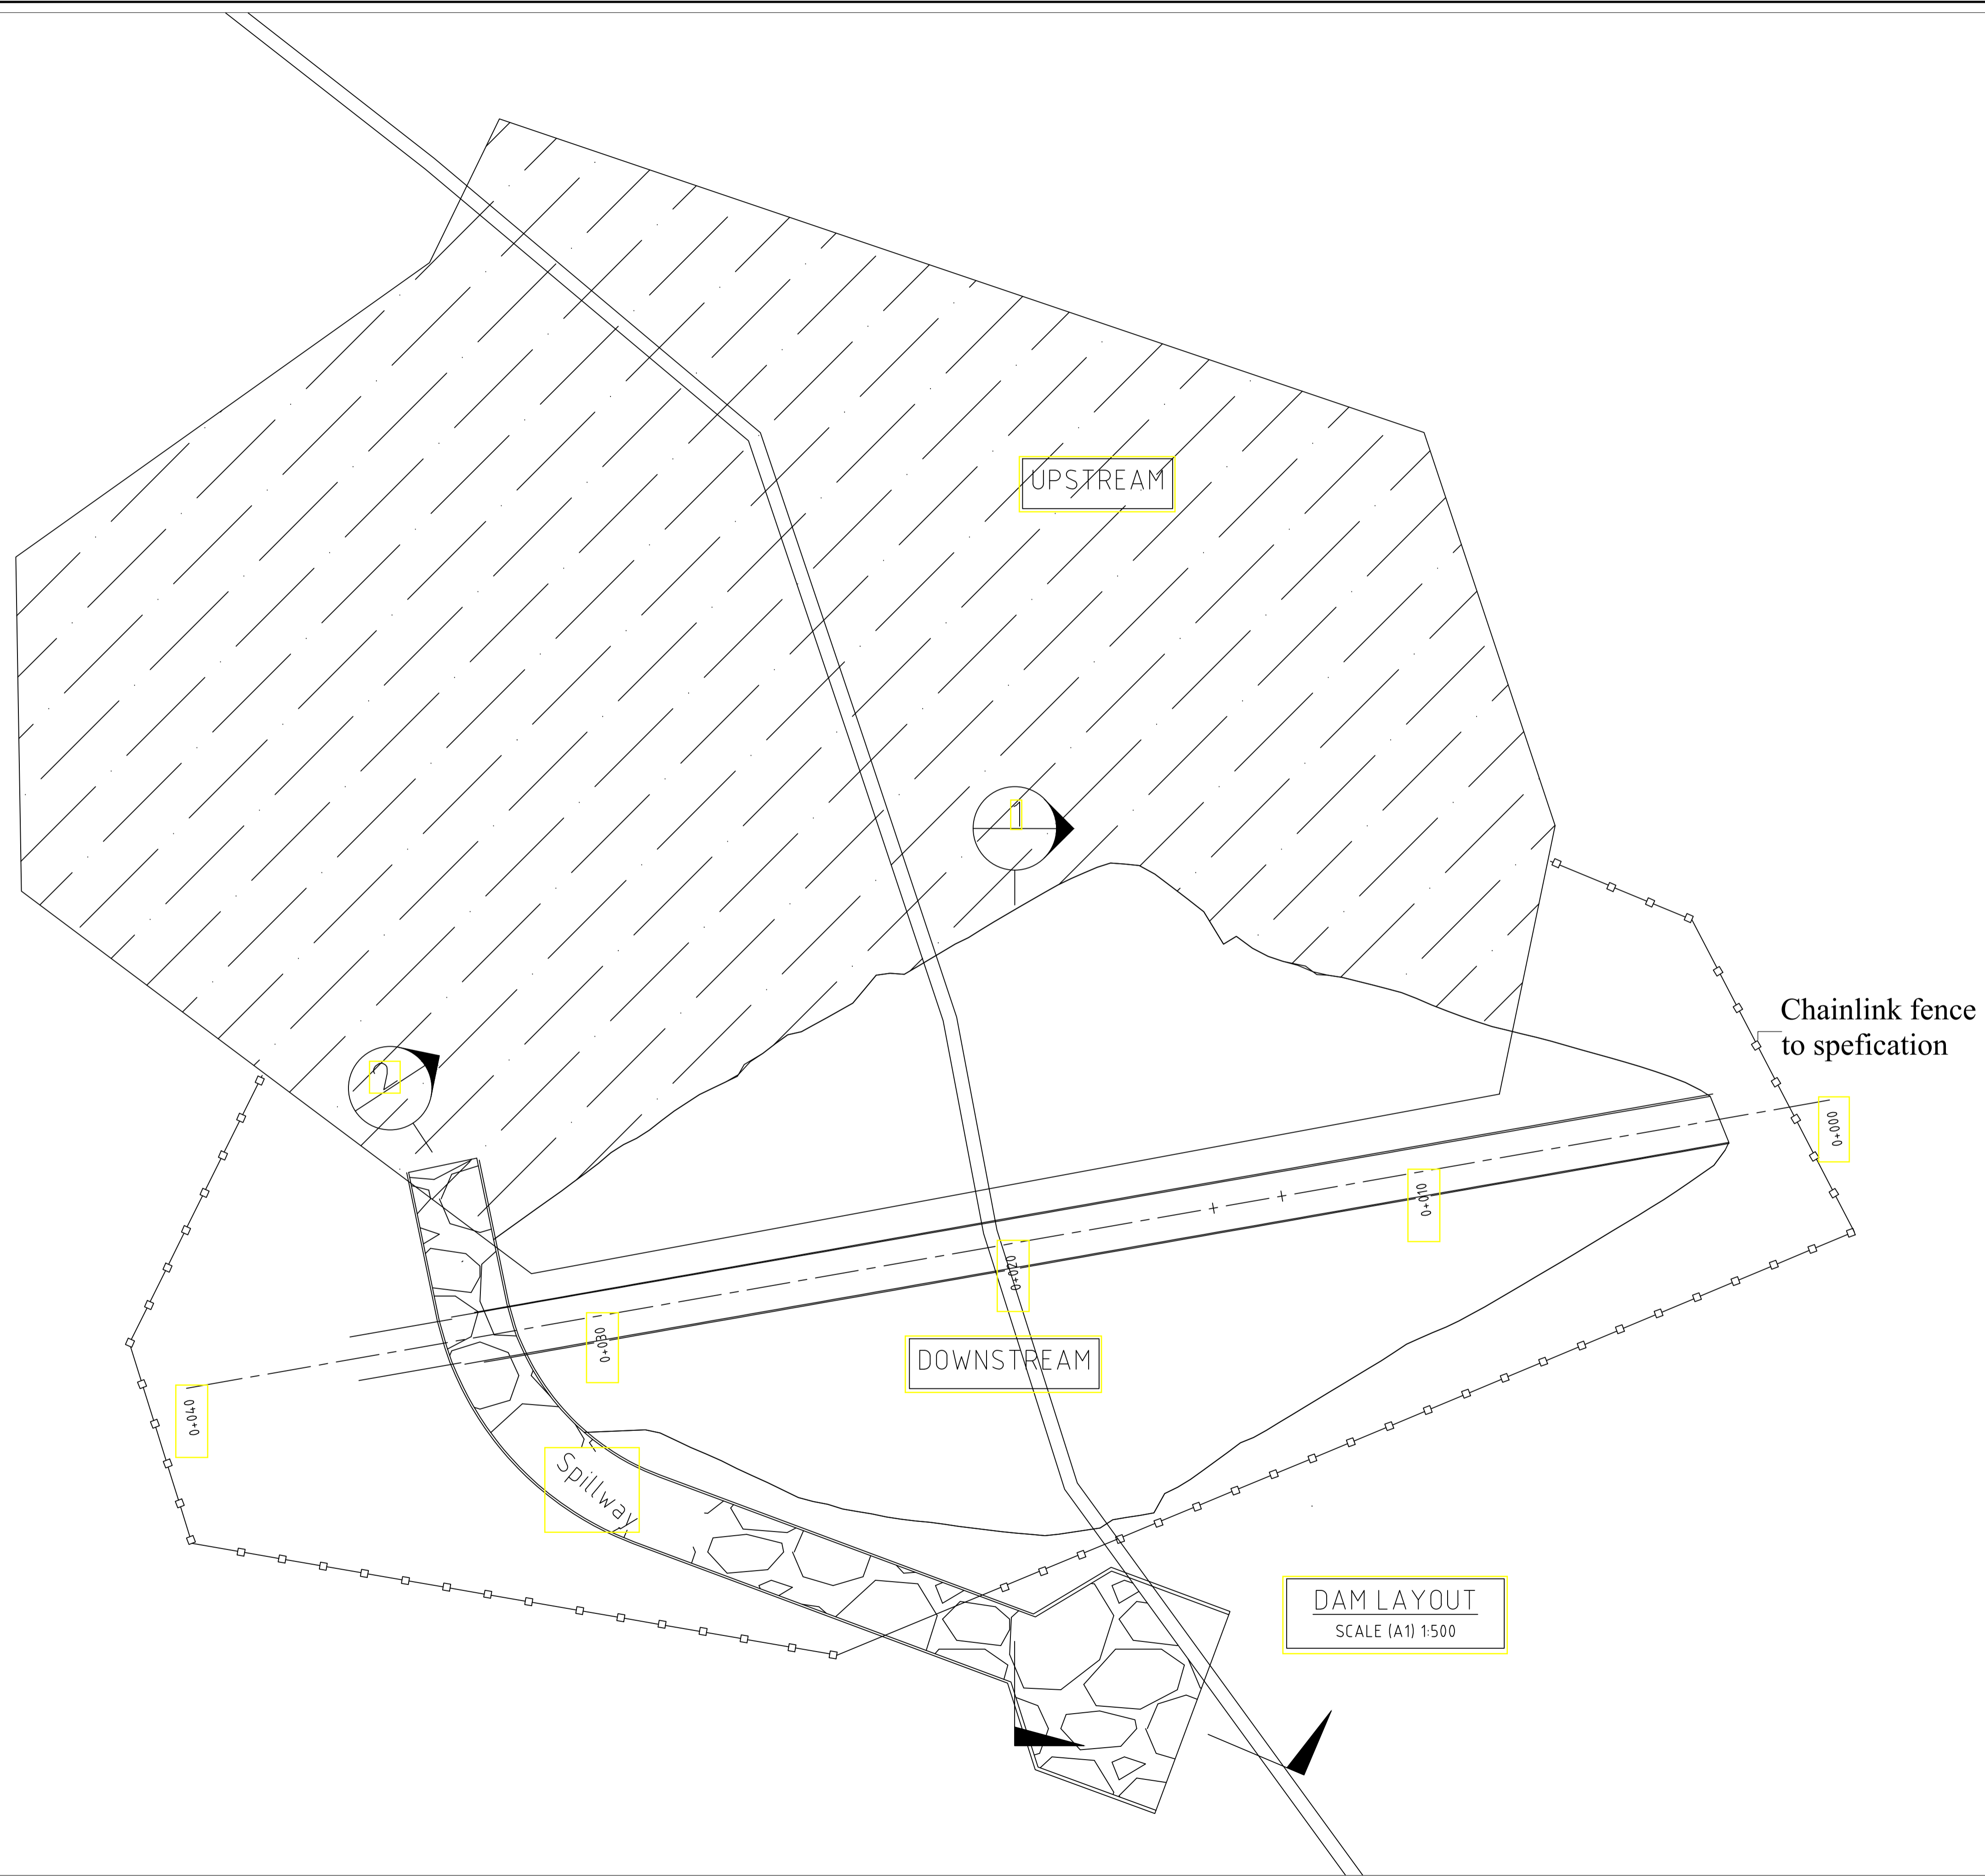 UPSTREAM
1
Chainlink fence
to spefication
2
0+000
0+010
0+020
0+030
DOWNSTREAM
0+040
Spillway
DAM LAYOUT
SCALE (A1) 1:500